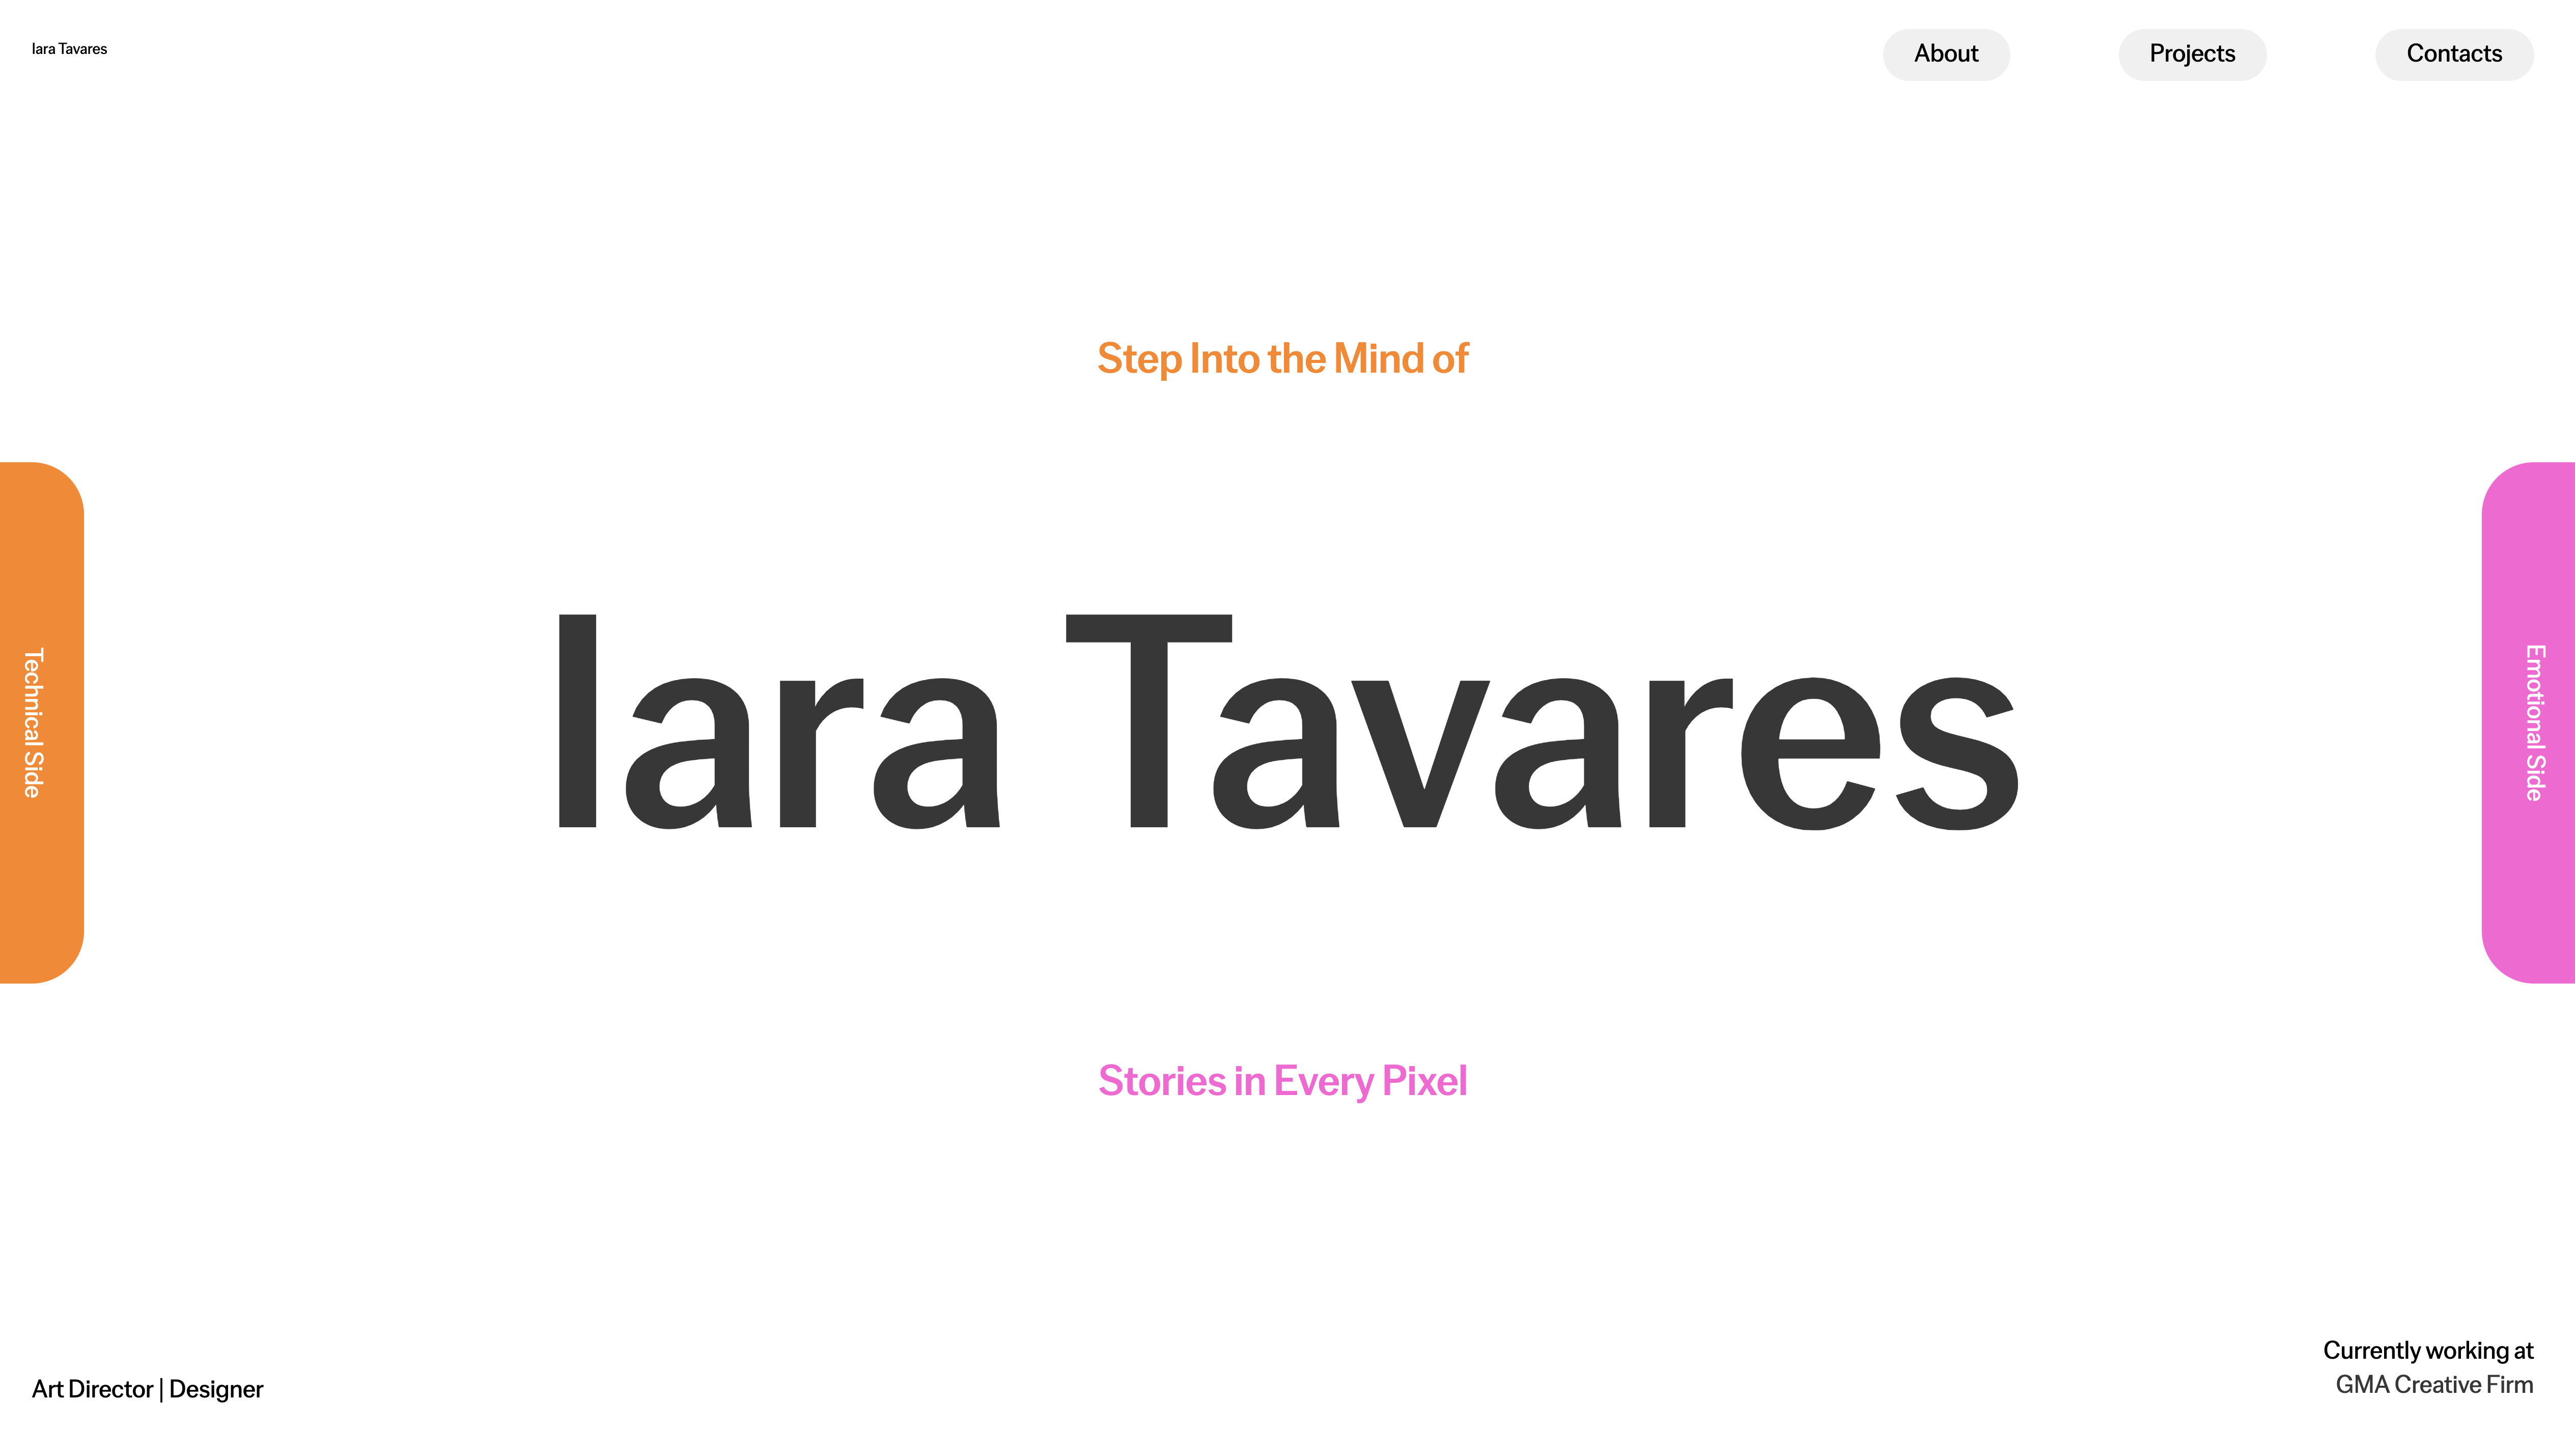 Iara Tavares
About
Projects
Contacts
Step Into the Mind of
Technical Side
Iara Tavares
Emotional Side
Stories in Every Pixel
Art Director | Designer
Currently working at
GMA Creative Firm